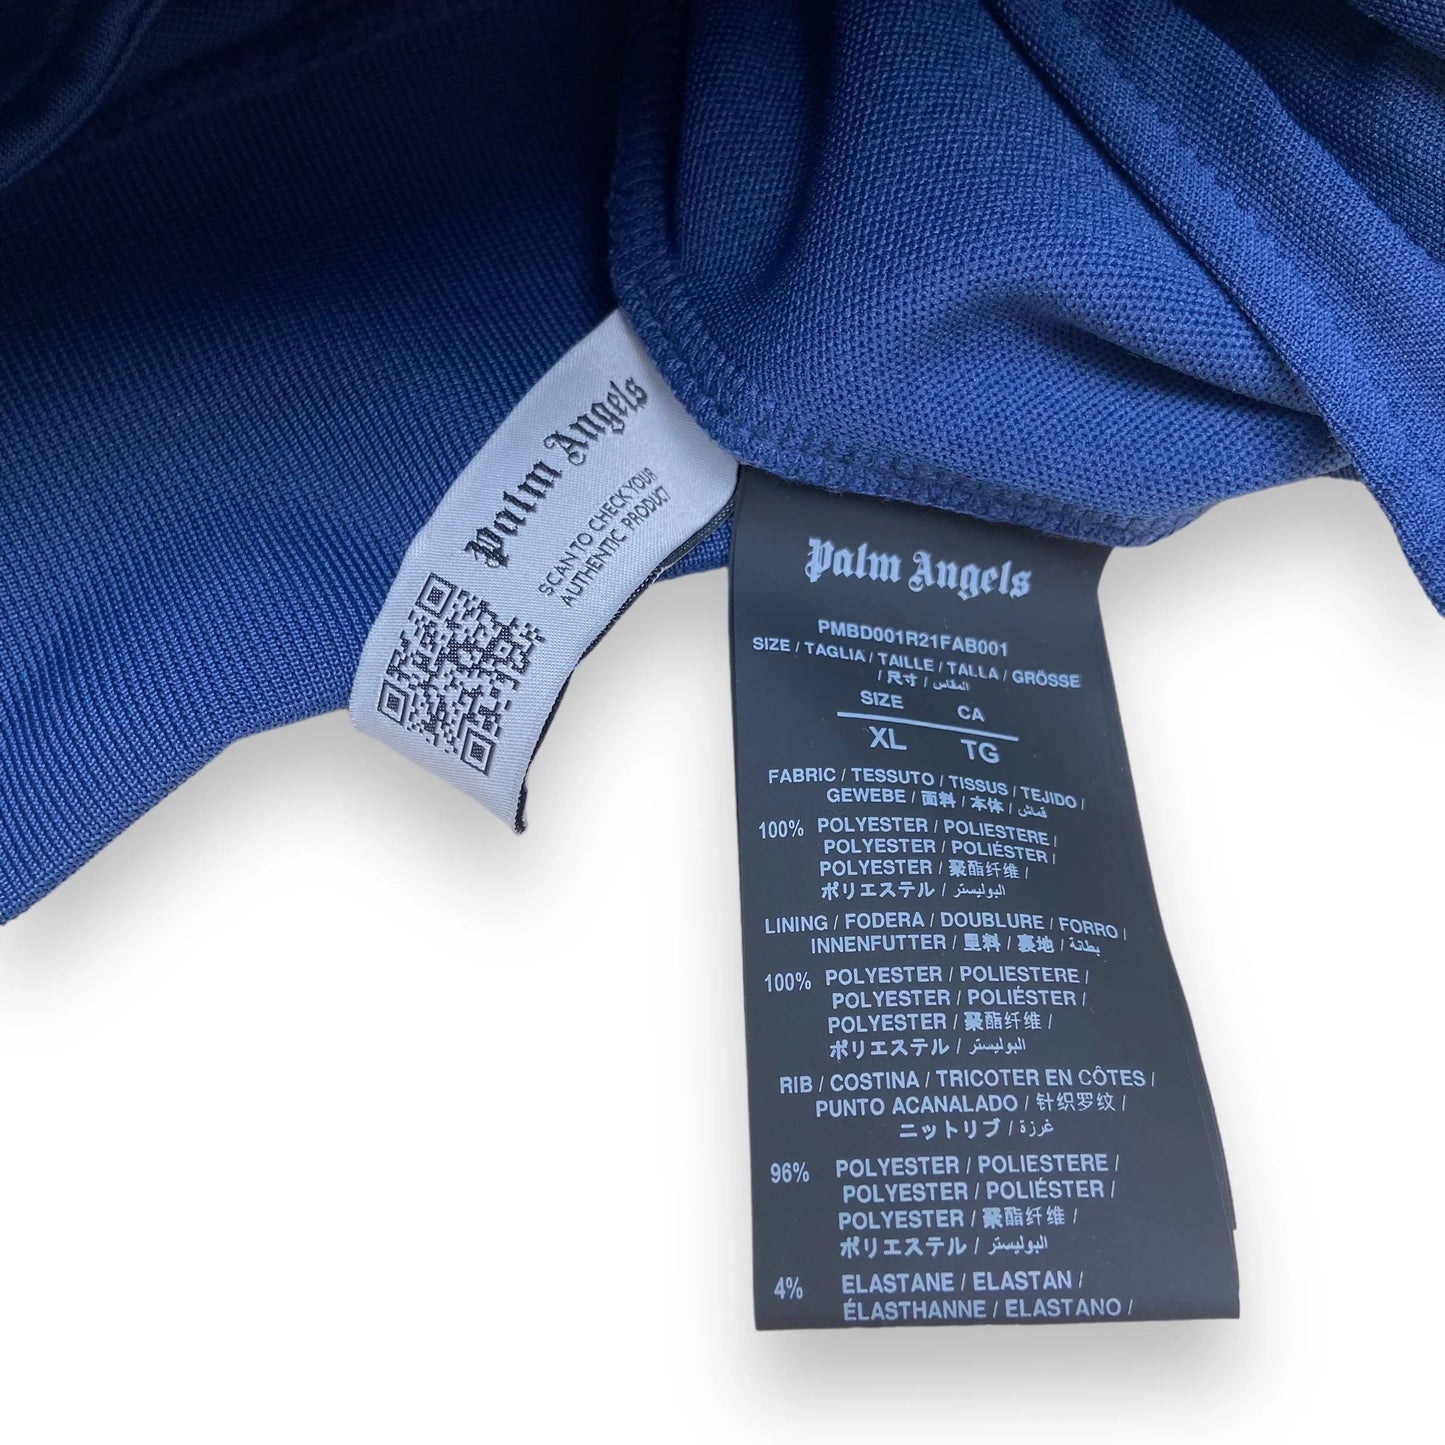 Palm Angels
SCAN TO CHECK YOUR
AUTHENTIC PRODUCT
Palm Angels
PMBD001R21FAB001
SIZE / TAGLIA / TAILLE / TALLA / GRÖSSE
/ 尺寸 / المقاس
SIZE CA
XL TG
FABRIC / TESSUTO / TISSUS / TEJIDO /
GEWEBE / 面料 / 本体 / قماش
100% POLYESTER / POLIESTERE /
POLYESTER / POLIÉSTER /
POLYESTER / 聚酯纤维 /
ポリエステル / البوليستر
LINING / FODERA / DOUBLURE / FORRO /
INNENFUTTER / 里料 / 裏地 / بطانة
100% POLYESTER / POLIESTERE /
POLYESTER / POLIÉSTER /
POLYESTER / 聚酯纤维 /
ポリエステル / البوليستر
RIB / COSTINA / TRICOTER EN CÔTES /
PUNTO ACANALADO / 针织罗纹 /
ニットリブ / غرزة
96% POLYESTER / POLIESTERE /
POLYESTER / POLIÉSTER /
POLYESTER / 聚酯纤维 /
ポリエステル / البوليستر
4% ELASTANE / ELASTAN /
ÉLASTHANNE / ELASTANO /